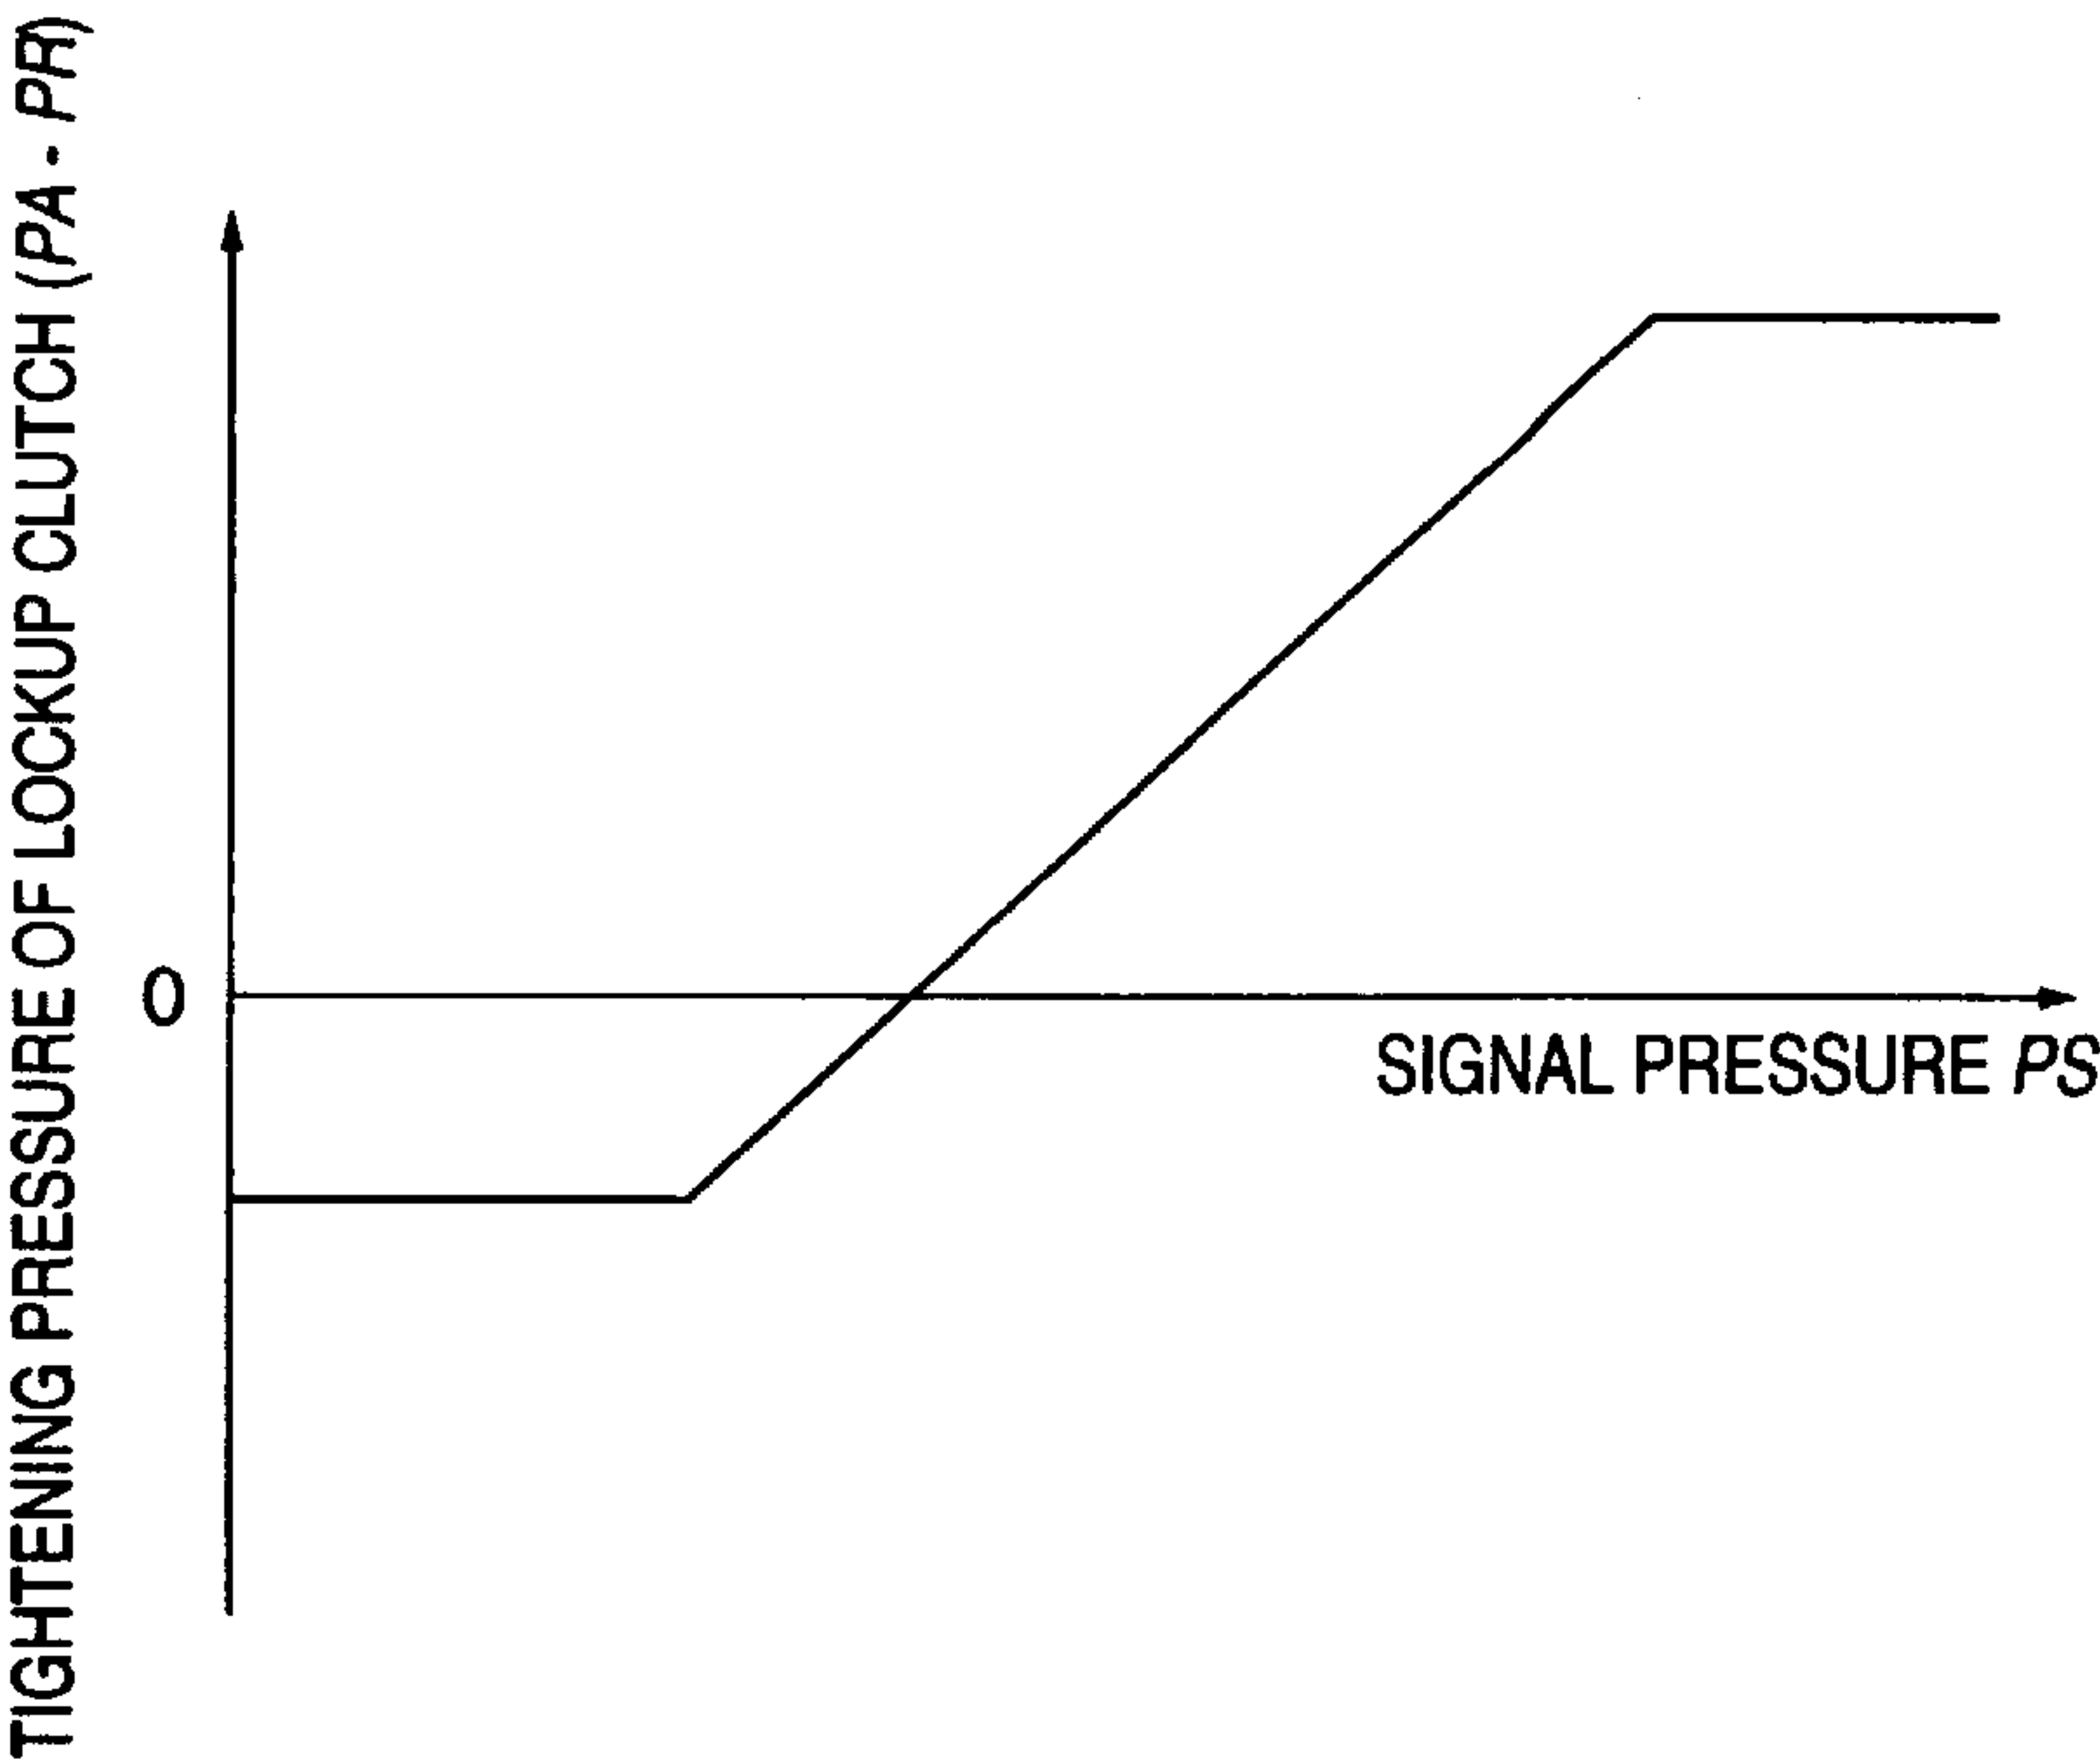 TIGHTENING PRESSURE OF LOCKUP CLUTCH (PA - PR)
0
SIGNAL PRESSURE PS